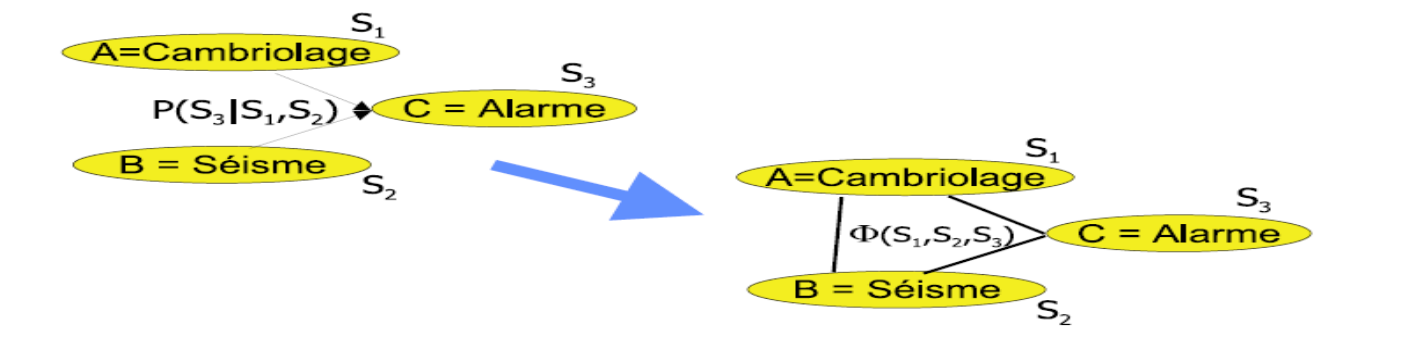 S₁
A=Cambriolage
S₃
P(S₃|S₁,S₂)
C = Alarme
B = Séisme
S₂
S₁
A=Cambriolage
S₃
Φ(S₁,S₂,S₃)
C = Alarme
B = Séisme
S₂